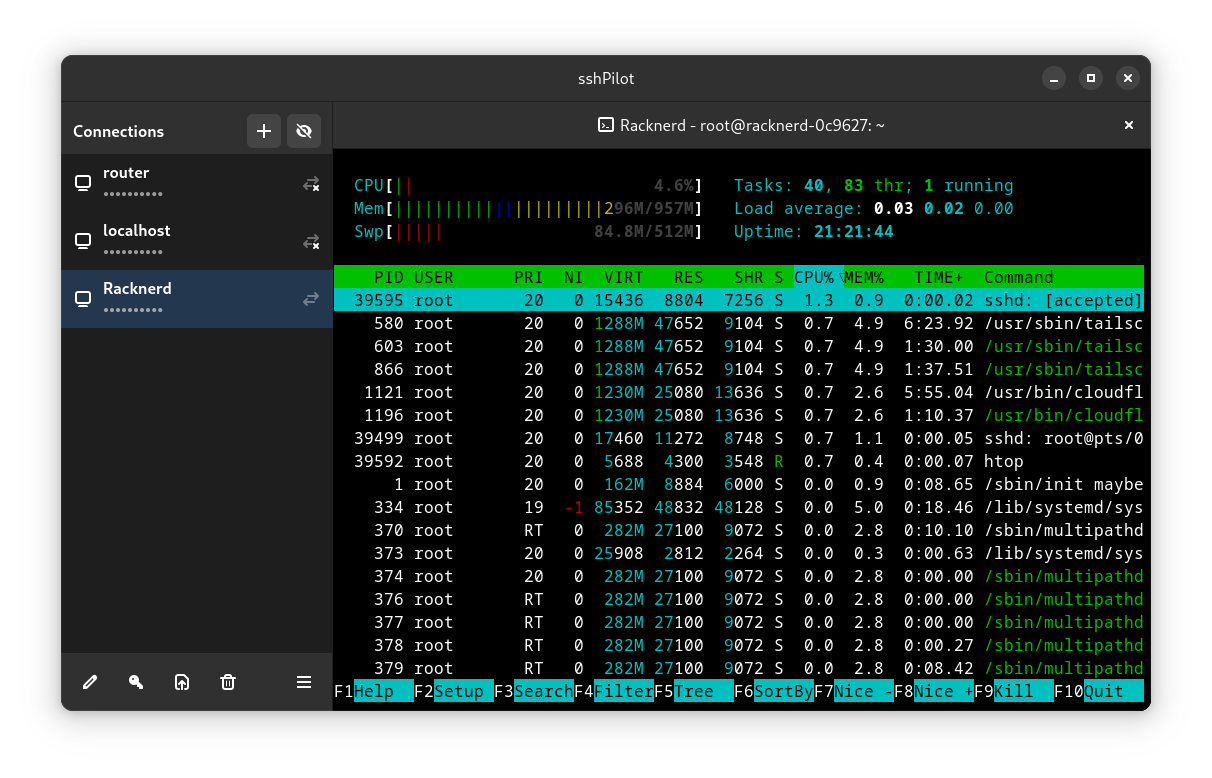 sshPilot
Connections
Racknerd - root@racknerd-0c9627: ~
router
••••••••••
localhost
••••••••••
Racknerd
••••••••••
CPU[|| 4.6%] Tasks: 40, 83 thr; 1 running
Mem[|||||||||||||||||||||296M/957M] Load average: 0.03 0.02 0.00
Swp[||||| 84.8M/512M] Uptime: 21:21:44
PID USER PRI NI VIRT RES SHR S CPU%▽MEM% TIME+ Command
39595 root 20 0 15436 8804 7256 S 1.3 0.9 0:00.02 sshd: [accepted]
580 root 20 0 1288M 47652 9104 S 0.7 4.9 6:23.92 /usr/sbin/tailsc
603 root 20 0 1288M 47652 9104 S 0.7 4.9 1:30.00 /usr/sbin/tailsc
866 root 20 0 1288M 47652 9104 S 0.7 4.9 1:37.51 /usr/sbin/tailsc
1121 root 20 0 1230M 25080 13636 S 0.7 2.6 5:55.04 /usr/bin/cloudfl
1196 root 20 0 1230M 25080 13636 S 0.7 2.6 1:10.37 /usr/bin/cloudfl
39499 root 20 0 17460 11272 8748 S 0.7 1.1 0:00.05 sshd: root@pts/0
39592 root 20 0 5688 4300 3548 R 0.7 0.4 0:00.07 htop
1 root 20 0 162M 8884 6000 S 0.0 0.9 0:08.65 /sbin/init maybe
334 root 19 -1 85352 48832 48128 S 0.0 5.0 0:18.46 /lib/systemd/sys
370 root RT 0 282M 27100 9072 S 0.0 2.8 0:10.10 /sbin/multipathd
373 root 20 0 25908 2812 2264 S 0.0 0.3 0:00.63 /lib/systemd/sys
374 root 20 0 282M 27100 9072 S 0.0 2.8 0:00.00 /sbin/multipathd
376 root RT 0 282M 27100 9072 S 0.0 2.8 0:00.00 /sbin/multipathd
377 root RT 0 282M 27100 9072 S 0.0 2.8 0:00.00 /sbin/multipathd
378 root RT 0 282M 27100 9072 S 0.0 2.8 0:00.27 /sbin/multipathd
379 root RT 0 282M 27100 9072 S 0.0 2.8 0:08.42 /sbin/multipathd
F1Help F2Setup F3SearchF4FilterF5Tree F6SortByF7Nice -F8Nice +F9Kill F10Quit